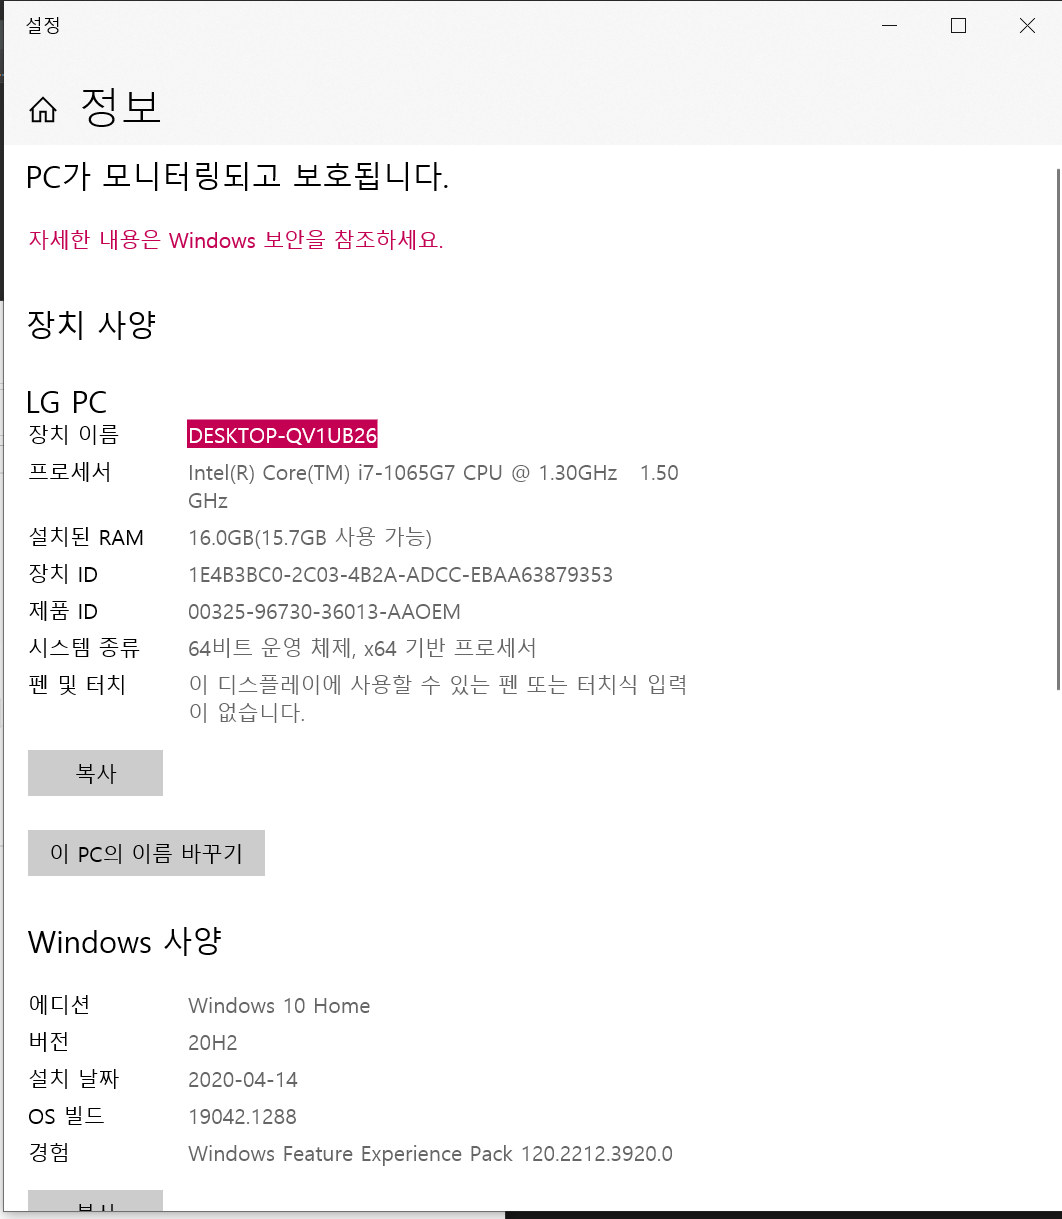 설정
정보
PC가 모니터링되고 보호됩니다.
자세한 내용은 Windows 보안을 참조하세요.
장치 사양
LG PC
장치 이름 DESKTOP-QV1UB26
프로세서 Intel(R) Core(TM) i7-1065G7 CPU @ 1.30GHz 1.50
GHz
설치된 RAM 16.0GB(15.7GB 사용 가능)
장치 ID 1E4B3BC0-2C03-4B2A-ADCC-EBAA63879353
제품 ID 00325-96730-36013-AAOEM
시스템 종류 64비트 운영 체제, x64 기반 프로세서
펜 및 터치 이 디스플레이에 사용할 수 있는 펜 또는 터치식 입력
이 없습니다.
복사
이 PC의 이름 바꾸기
Windows 사양
에디션 Windows 10 Home
버전 20H2
설치 날짜 2020-04-14
OS 빌드 19042.1288
경험 Windows Feature Experience Pack 120.2212.3920.0